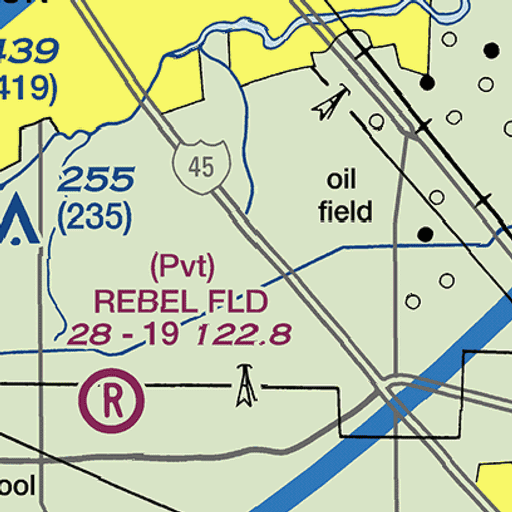 439
419)
45
255
(235)
oil
field
(Pvt)
REBEL FLD
28 - 19 122.8
R
ool